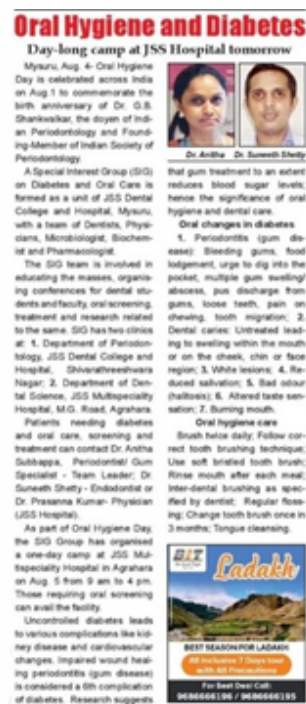 Oral Hygiene and Diabetes
Day-long camp at JSS Hospital tomorrow
Mysuru, Aug. 4- Oral Hygiene
Day is celebrated across India
on Aug.1 to commemorate the
birth anniversary of Dr. G.B.
Shankwalkar, the doyen of Indi-
an Periodontology and Found-
ing-Member of Indian Society of
Periodontology.
A Special Interest Group (SIG)
on Diabetes and Oral Care is
formed as a unit of JSS Dental
College and Hospital, Mysuru,
with a team of Dentists, Physi-
cians, Microbiologist, Biochem-
ist and Pharmacologist.
The SIG team is involved in
educating the masses, organis-
ing conferences for dental stu-
dents and faculty, oral screening,
treatment and research related
to the same. SIG has two clinics
at: 1. Department of Periodon-
tology, JSS Dental College and
Hospital, Shivarathreeshwara
Nagar; 2. Department of Den-
tal Science, JSS Multispeciality
Hospital, M.G. Road, Agrahara.
Patients needing diabetes
and oral care, screening and
treatment can contact Dr. Anitha
Subbappa, Periodontist/ Gum
Specialist - Team Leader; Dr.
Suneeth Shetty - Endodontist or
Dr. Prasanna Kumar- Physician
(JSS Hospital).
As part of Oral Hygiene Day,
the SIG Group has organised
a one-day camp at JSS Mul-
tispeciality Hospital in Agrahara
on Aug. 5 from 9 am to 4 pm.
Those requiring oral screening
can avail the facility.
Uncontrolled diabetes leads
to various complications like kid-
ney disease and cardiovascular
changes. Impaired wound heal-
ing periodontitis (gum disease)
is considered a 6th complication
of diabetes. Research suggests
Dr. Anitha Dr. Suneeth Shetty
that gum treatment to an extent
reduces blood sugar levels,
hence the significance of oral
hygiene and dental care.
Oral changes in diabetes
1. Periodontitis (gum dis-
ease): Bleeding gums, food
lodgement, urge to dig into the
pocket, multiple gum swelling/
abscess, pus discharge from
gums, loose teeth, pain on
chewing, tooth migration; 2.
Dental caries: Untreated lead-
ing to swelling within the mouth
or on the cheek, chin or face
region; 3. White lesions; 4. Re-
duced salivation; 5. Bad odour
(halitosis); 6. Altered taste sen-
sation; 7. Burning mouth.
Oral hygiene care
Brush twice daily; Follow cor-
rect tooth brushing technique;
Use soft bristled tooth brush;
Rinse mouth after each meal;
Inter-dental brushing as spec-
ified by dentist; Regular floss-
ing; Change tooth brush once in
3 months; Tongue cleansing.
Ladakh
BEST SEASON FOR LADAKH
All Inclusive 7 Days tour
with All Precautions
For Best Deal Call:
9686666196 / 9686665196